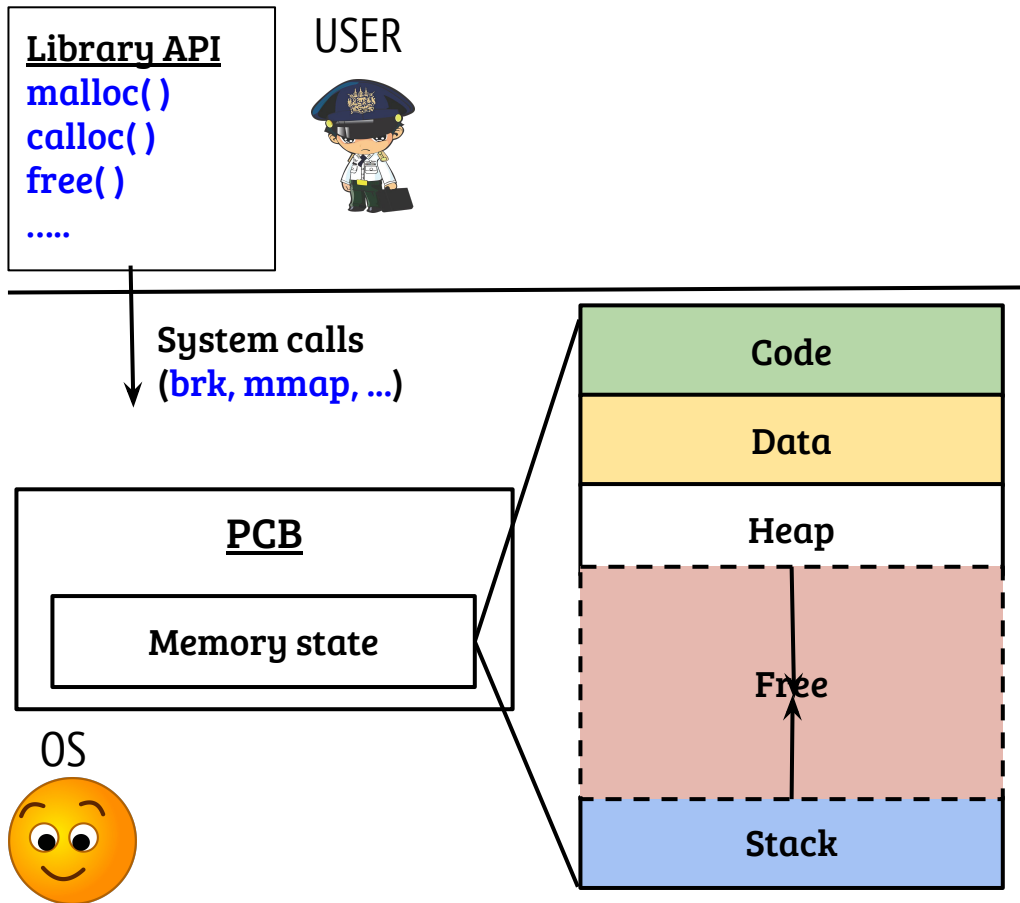 Library API
malloc( )
calloc( )
free( )
.....
USER
System calls
(brk, mmap, ...)
PCB
Memory state
OS
Code
Data
Heap
Free
Stack